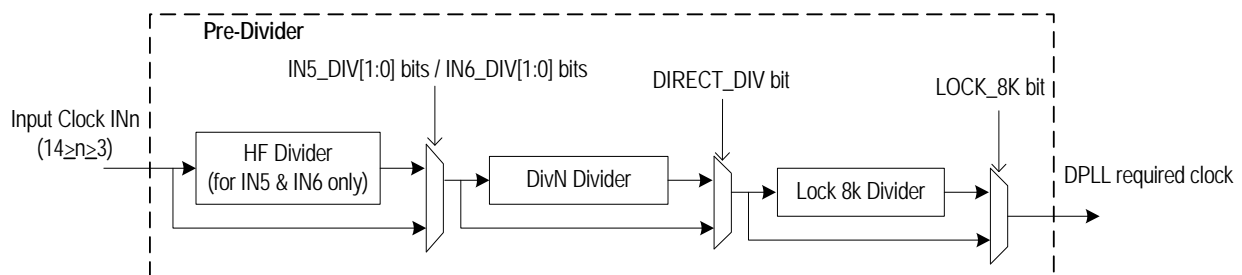 Pre-Divider
IN5_DIV[1:0] bits / IN6_DIV[1:0] bits
DIRECT_DIV bit
LOCK_8K bit
Input Clock INn
(14≥n≥3)
HF Divider
(for IN5 & IN6 only)
DivN Divider
Lock 8k Divider
DPLL required clock